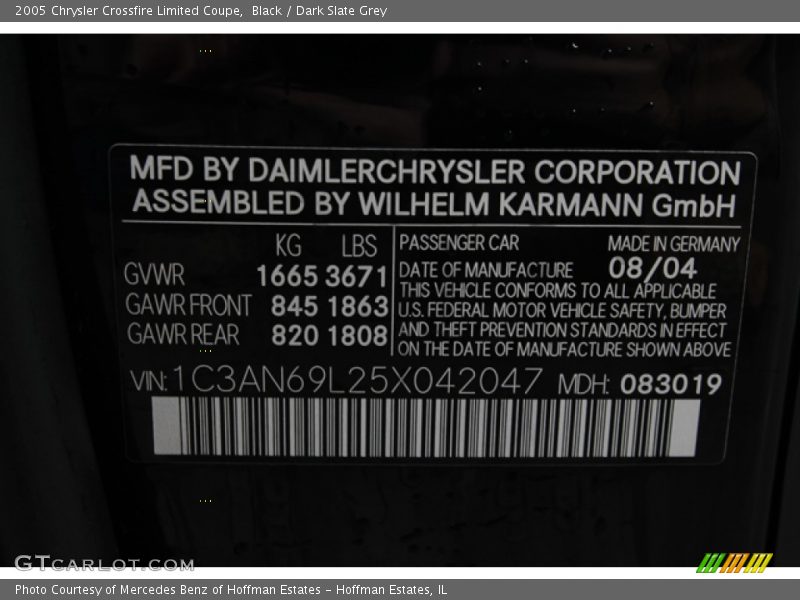 2005 Chrysler Crossfire Limited Coupe,  Black / Dark Slate Grey
MFD BY DAIMLERCHRYSLER CORPORATION
ASSEMBLED BY WILHELM KARMANN GmbH
KG LBS
GVWR 1665 3671
GAWR FRONT 845 1863
GAWR REAR 820 1808
PASSENGER CAR MADE IN GERMANY
DATE OF MANUFACTURE 08/04
THIS VEHICLE CONFORMS TO ALL APPLICABLE
U.S. FEDERAL MOTOR VEHICLE SAFETY, BUMPER
AND THEFT PREVENTION STANDARDS IN EFFECT
ON THE DATE OF MANUFACTURE SHOWN ABOVE
VIN: 1C3AN69L25X042047 MDH: 083019
GTCARLOT.COM
Photo Courtesy of Mercedes Benz of Hoffman Estates - Hoffman Estates, IL